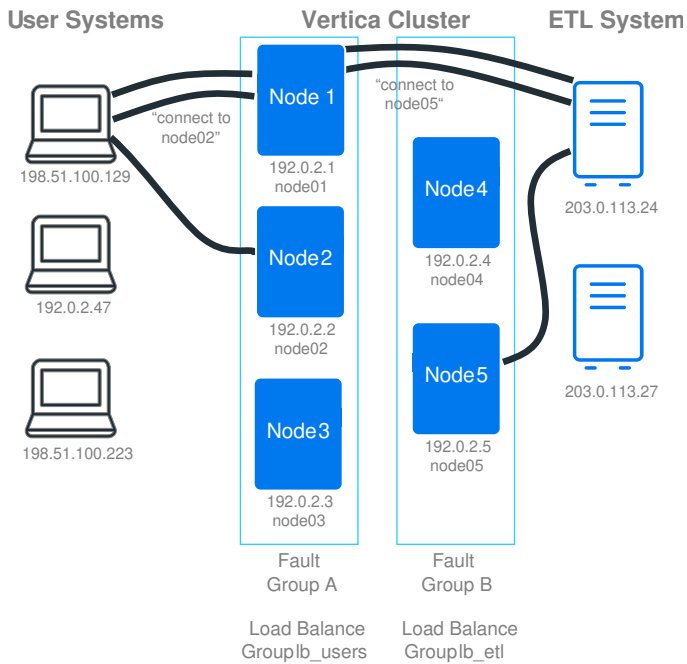 User Systems
Vertica Cluster
ETL System
Node 1
192.0.2.1
node01
"connect to
node02"
"connect to
node05"
198.51.100.129
203.0.113.24
Node2
192.0.2.2
node02
Node4
192.0.2.4
node04
192.0.2.47
Node3
192.0.2.3
node03
Node5
192.0.2.5
node05
203.0.113.27
198.51.100.223
Fault
Group A
Fault
Group B
Load Balance
Grouplb_users
Load Balance
Grouplb_etl